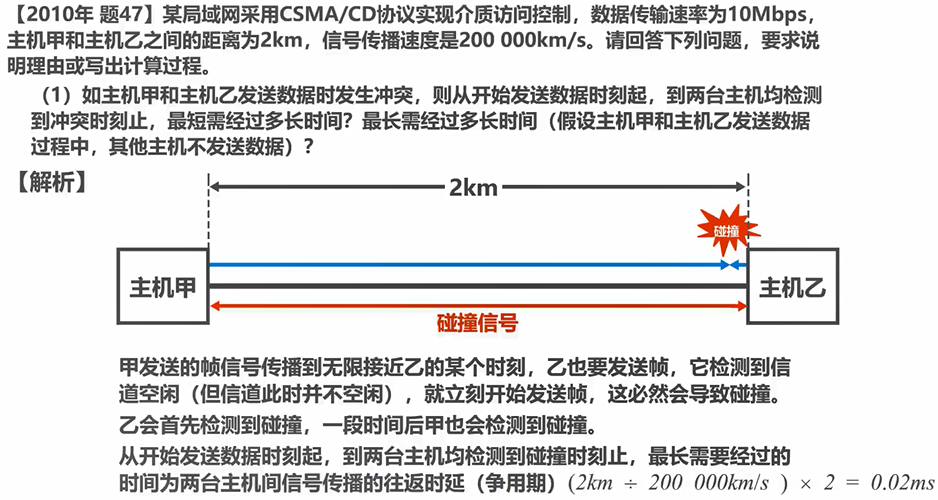 【2010年 题47】某局域网采用CSMA/CD协议实现介质访问控制，数据传输速率为10Mbps，
主机甲和主机乙之间的距离为2km，信号传播速度是200 000km/s。请回答下列问题，要求说
明理由或写出计算过程。
（1）如主机甲和主机乙发送数据时发生冲突，则从开始发送数据时刻起，到两台主机均检测
到冲突时刻止，最短需经过多长时间？最长需经过多长时间（假设主机甲和主机乙发送数据
过程中，其他主机不发送数据）？
【解析】
2km
碰撞
主机甲
主机乙
碰撞信号
甲发送的帧信号传播到无限接近乙的某个时刻，乙也要发送帧，它检测到信
道空闲（但信道此时并不空闲），就立刻开始发送帧，这必然会导致碰撞。
乙会首先检测到碰撞，一段时间后甲也会检测到碰撞。
从开始发送数据时刻起，到两台主机均检测到碰撞时刻止，最长需要经过的
时间为两台主机间信号传播的往返时延（争用期）(2km ÷ 200 000km/s ) × 2 = 0.02ms